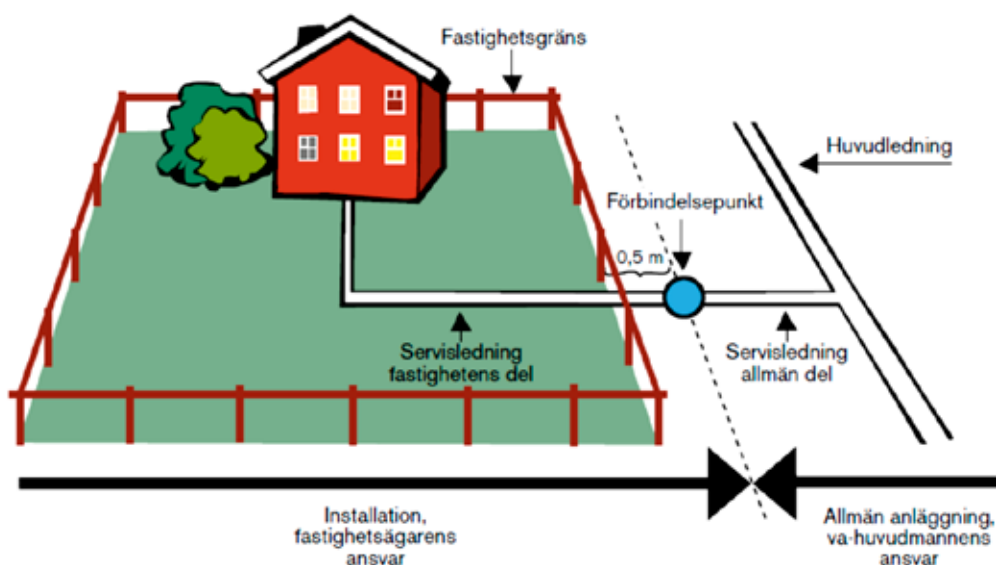 Fastighetsgräns
Huvudledning
Förbindelsepunkt
0,5 m
Servisledning
fastighetens del
Servisledning
allmän del
Installation,
fastighetsägarens
ansvar
Allmän anläggning,
va-huvudmannens
ansvar